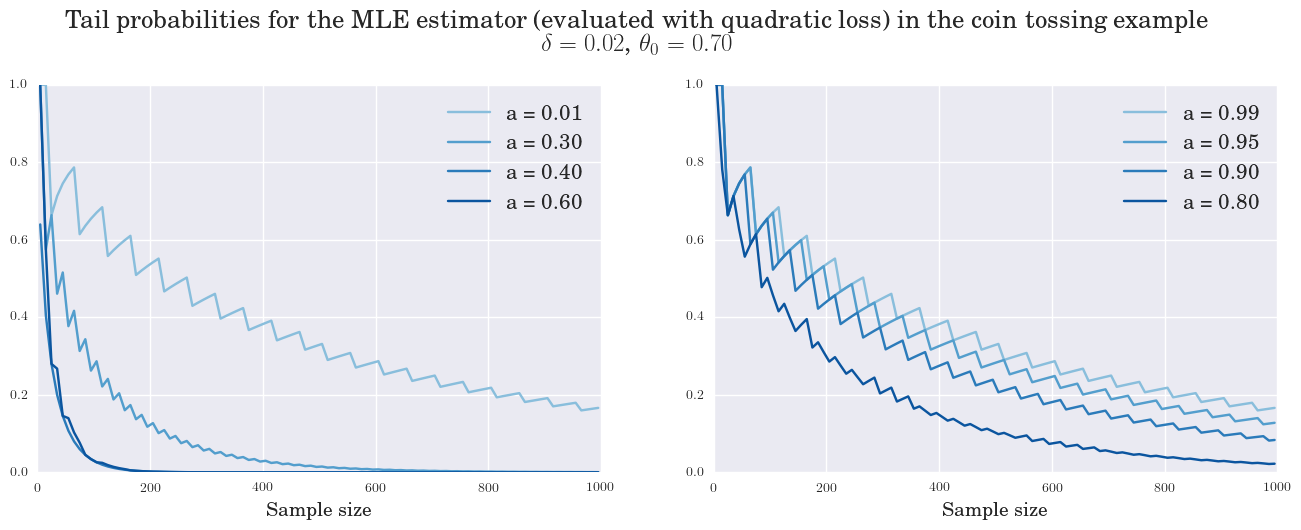 Tail probabilities for the MLE estimator (evaluated with quadratic loss) in the coin tossing example
δ = 0.02, θ₀ = 0.70
1.0
0.8
0.6
0.4
0.2
0.0
0
200
400
600
800
1000
Sample size
a = 0.01
a = 0.30
a = 0.40
a = 0.60
1.0
0.8
0.6
0.4
0.2
0.0
0
200
400
600
800
1000
Sample size
a = 0.99
a = 0.95
a = 0.90
a = 0.80